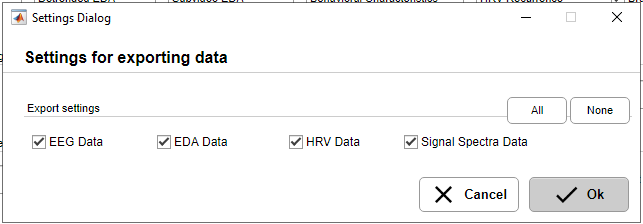 Settings Dialog
Settings for exporting data
Export settings
All
None
EEG Data
EDA Data
HRV Data
Signal Spectra Data
Cancel
Ok